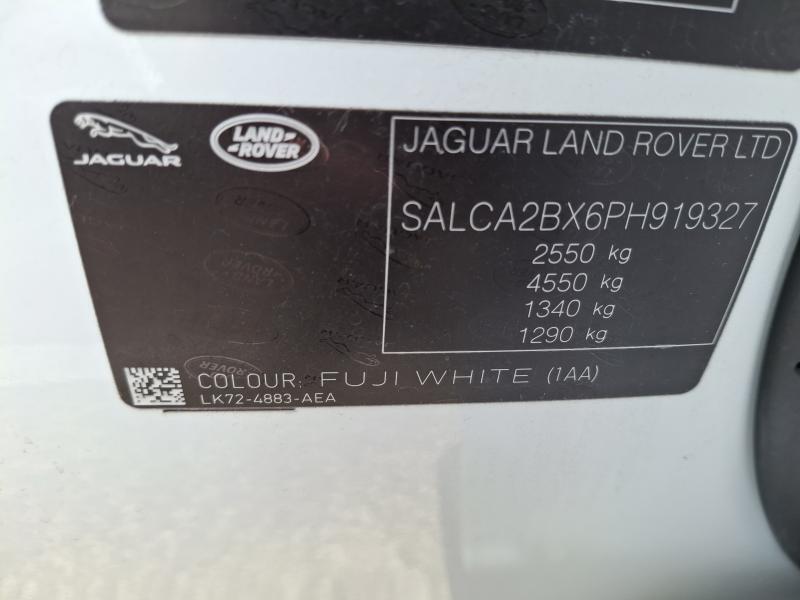 JAGUAR
LAND ROVER
JAGUAR LAND ROVER LTD
SALCA2BX6PH919327
2550 kg
4550 kg
1340 kg
1290 kg
COLOUR: FUJI WHITE (1AA)
LK72-4883-AEA